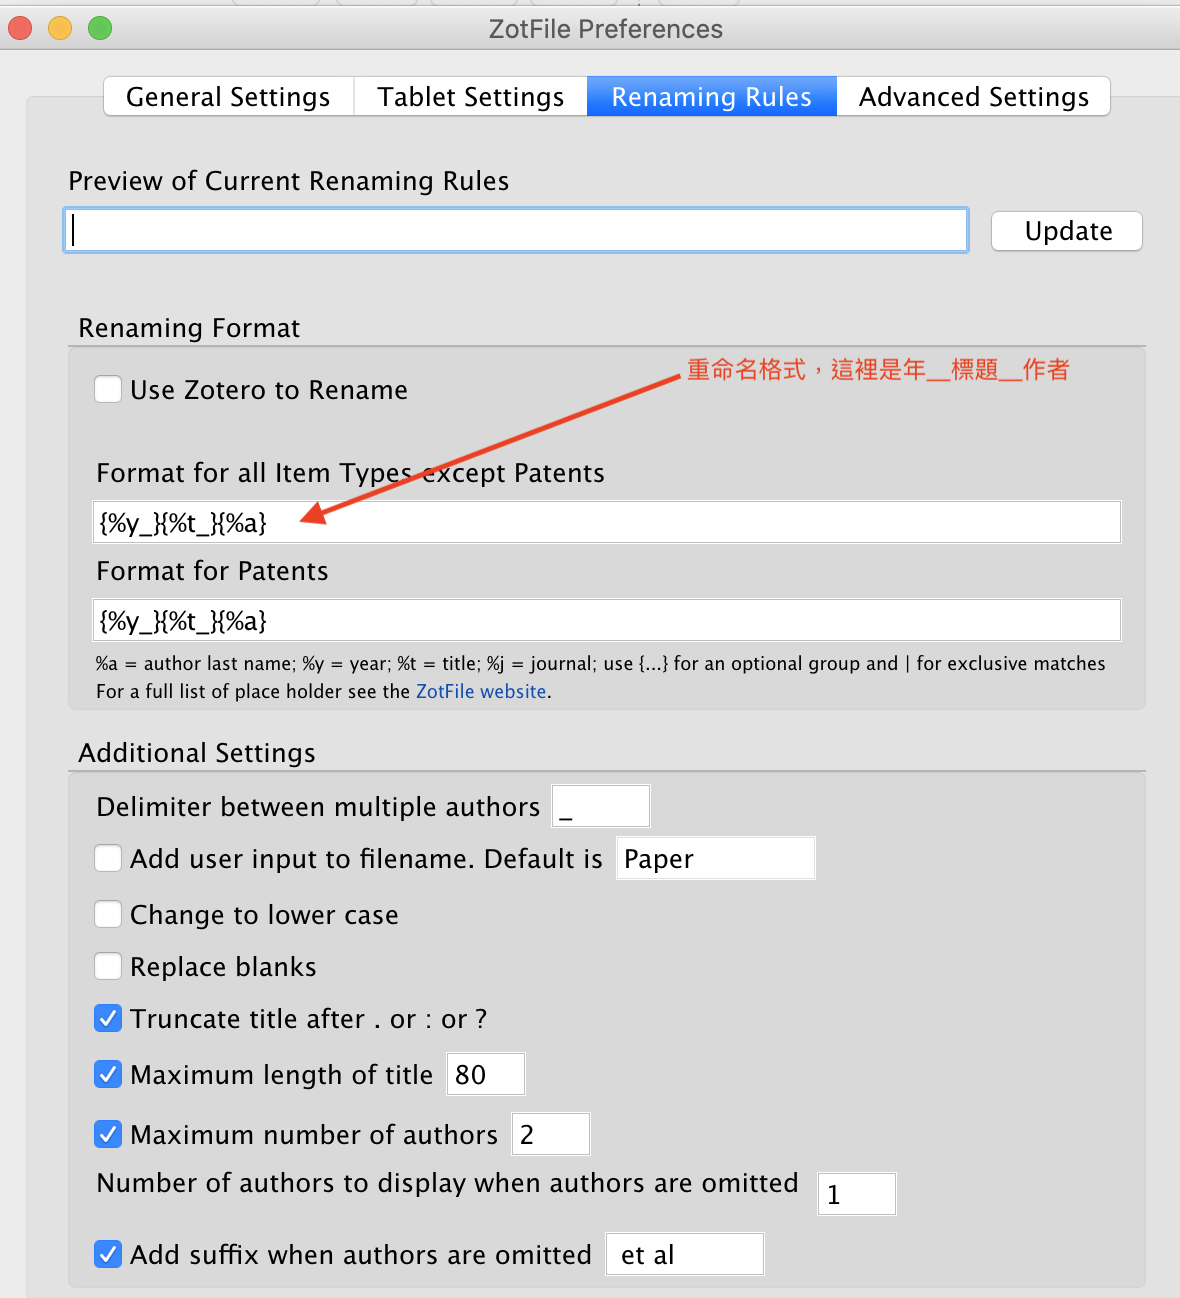 ZotFile Preferences
General Settings Tablet Settings Renaming Rules Advanced Settings
Preview of Current Renaming Rules
Update
Renaming Format
重命名格式，這裡是年__標題__作者
Use Zotero to Rename
Format for all Item Types except Patents
{%y_}{%t_}{%a}
Format for Patents
{%y_}{%t_}{%a}
%a = author last name; %y = year; %t = title; %j = journal; use {...} for an optional group and | for exclusive matches
For a full list of place holder see the ZotFile website.
Additional Settings
Delimiter between multiple authors _
Add user input to filename. Default is Paper
Change to lower case
Replace blanks
Truncate title after . or : or ?
Maximum length of title 80
Maximum number of authors 2
Number of authors to display when authors are omitted 1
Add suffix when authors are omitted et al